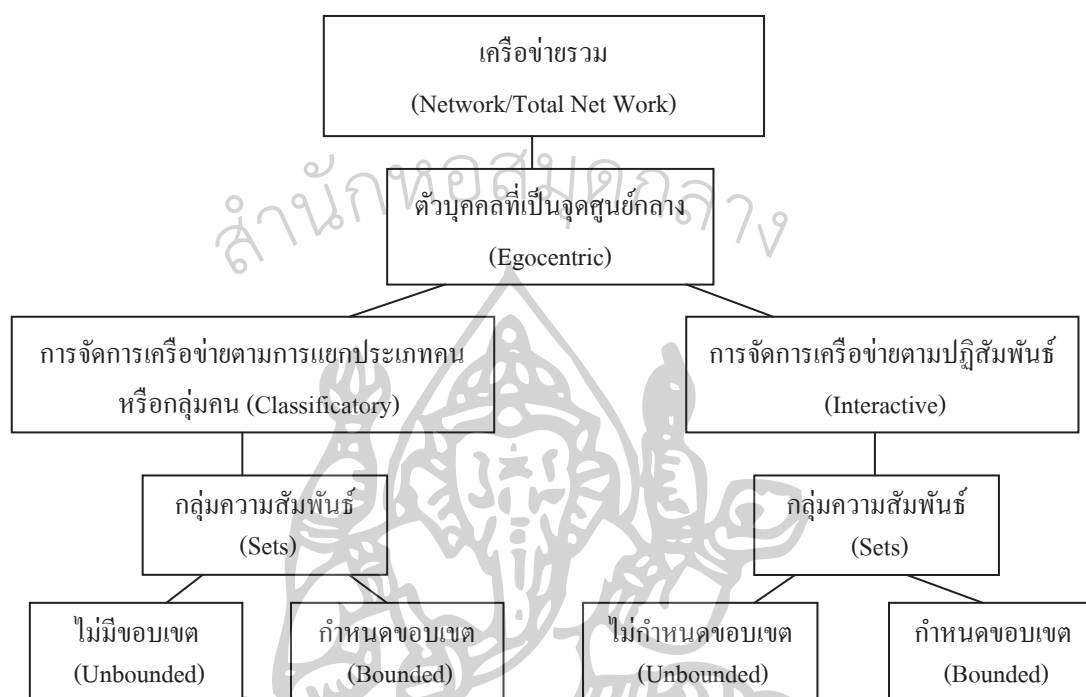 เครือข่ายรวม
(Network/Total Net Work)
สำนักหอสมุดกลาง
ตัวบุคคลที่เป็นจุดศูนย์กลาง
(Egocentric)
การจัดการเครือข่ายตามการแยกประเภทคน
หรือกลุ่มคน (Classificatory)
การจัดการเครือข่ายตามปฏิสัมพันธ์
(Interactive)
กลุ่มความสัมพันธ์
(Sets)
กลุ่มความสัมพันธ์
(Sets)
ไม่มีขอบเขต
(Unbounded)
กำหนดขอบเขต
(Bounded)
ไม่กำหนดขอบเขต
(Unbounded)
กำหนดขอบเขต
(Bounded)